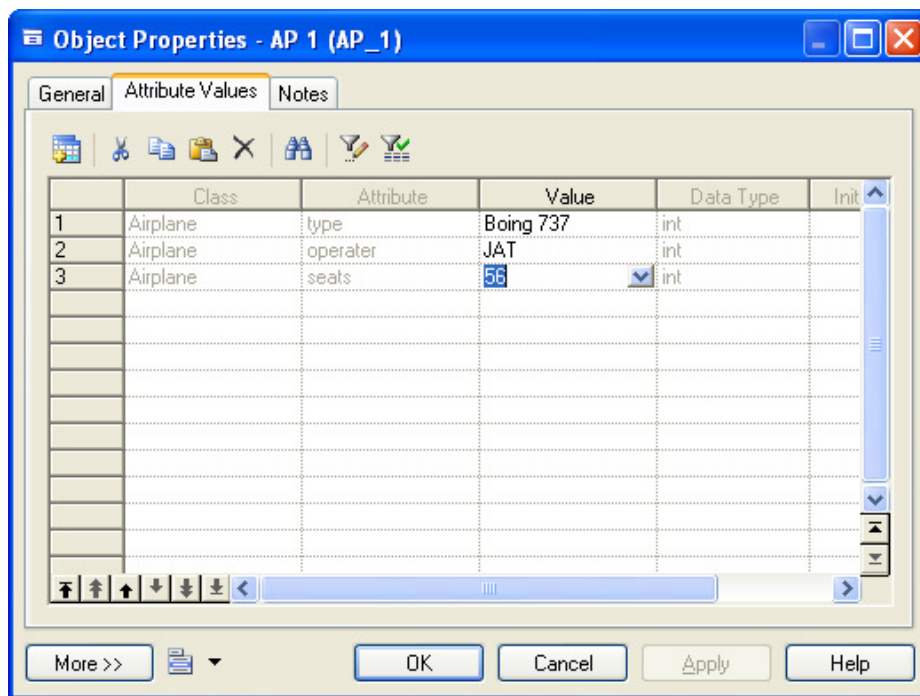 Object Properties - AP 1 (AP_1)
General Attribute Values Notes
Class Attribute Value Data Type Init
1 Airplane type Boing 737 int
2 Airplane operater JAT int
3 Airplane seats 56 int
More >> OK Cancel Apply Help